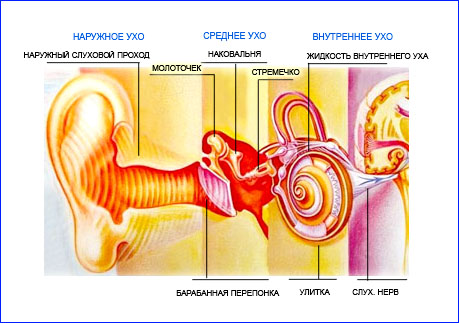 НАРУЖНОЕ УХО
СРЕДНЕЕ УХО
ВНУТРЕННЕЕ УХО
НАРУЖНЫЙ СЛУХОВОЙ ПРОХОД
НАКОВАЛЬНЯ
ЖИДКОСТЬ ВНУТРЕННЕГО УХА
МОЛОТОЧЕК
СТРЕМЕЧКО
БАРАБАННАЯ ПЕРЕПОНКА
УЛИТКА
СЛУХ. НЕРВ